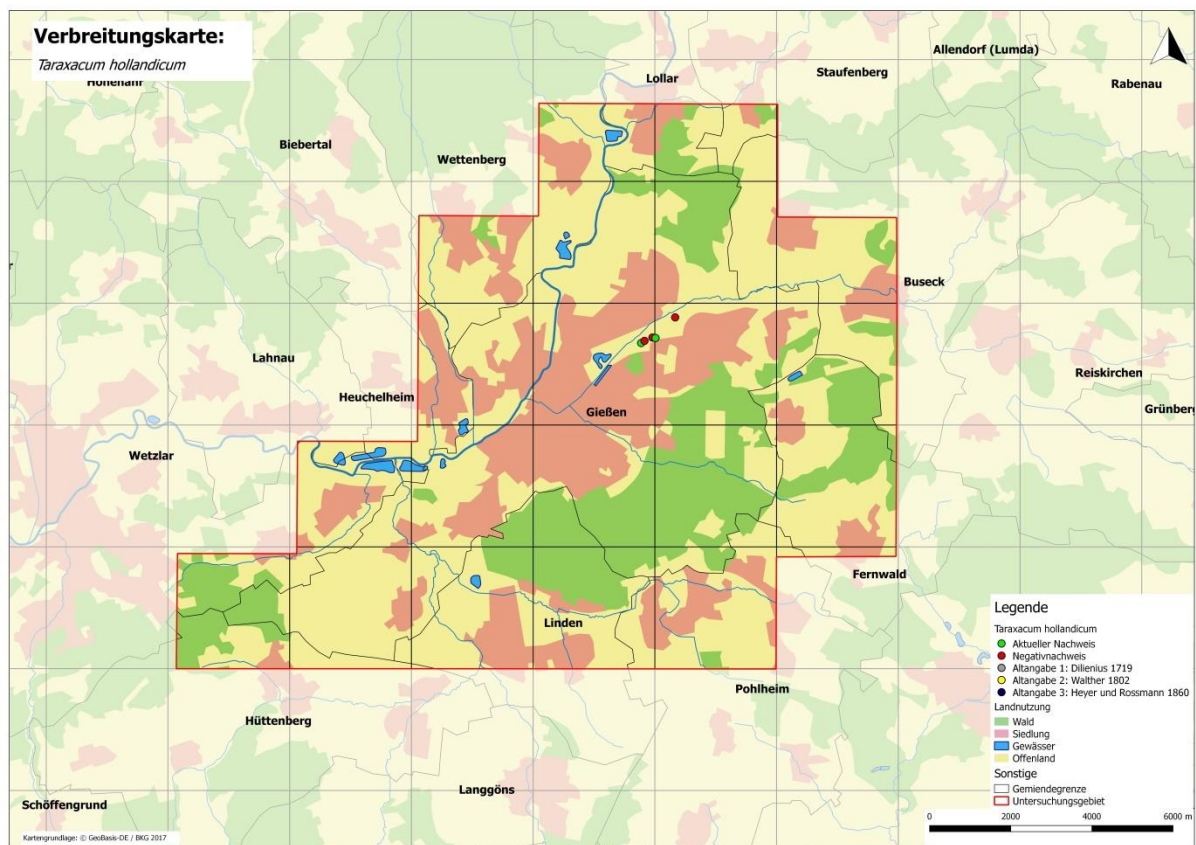 Verbreitungskarte:
Taraxacum hollandicum
Hohenahr
Allendorf (Lumda)
Staufenberg
Lollar
Rabenau
Biebertal
Wettenberg
Buseck
Lahnau
Heuchelheim
Reiskirchen
Grünberg
Gießen
Wetzlar
Fernwald
Linden
Pohlheim
Hüttenberg
Langgöns
Schöffengrund
Legende
Taraxacum hollandicum
Aktueller Nachweis
Negativnachweis
Altangabe 1: Dillenius 1719
Altangabe 2: Walther 1802
Altangabe 3: Heyer und Rossmann 1860
Landnutzung
Wald
Siedlung
Gewässer
Offenland
Sonstige
Gemiendegrenze
Untersuchungsgebiet
0 2000 4000 6000 m
Kartengrundlage: © GeoBasis-DE / BKG 2017